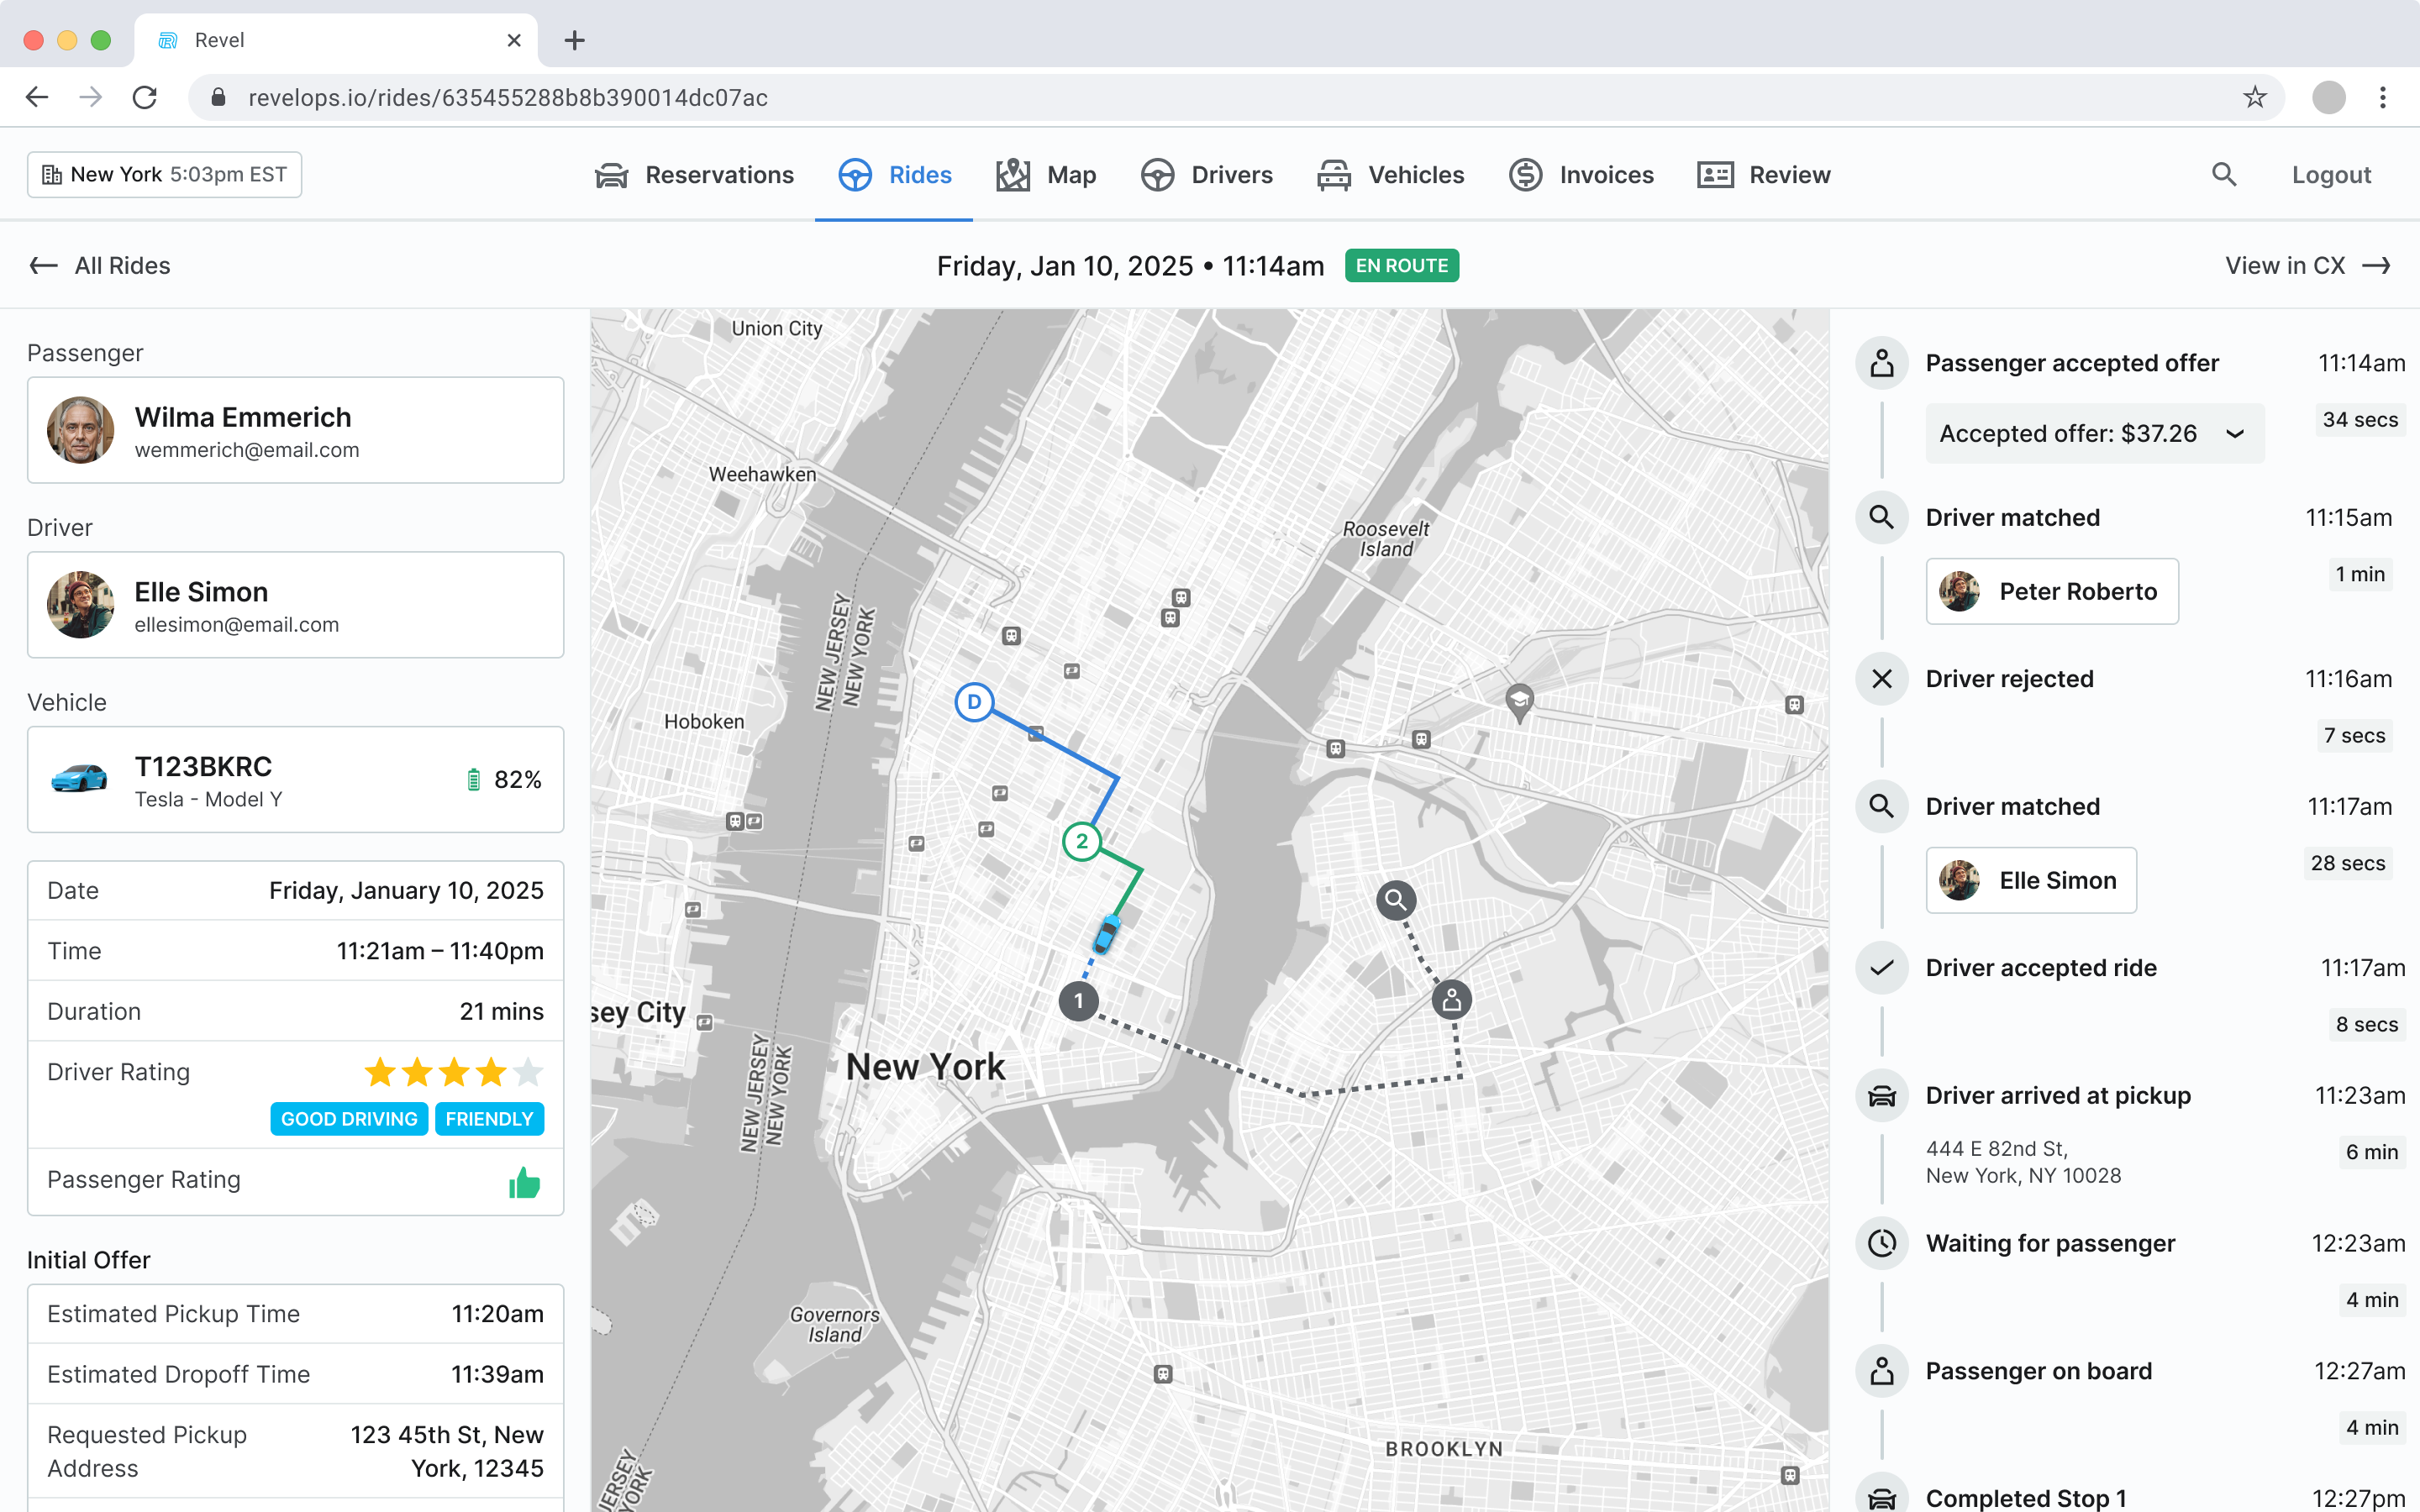 Revel
revelops.io/rides/635455288b8b390014dc07ac
New York 5:03pm EST
Reservations
Rides
Map
Drivers
Vehicles
Invoices
Review
Logout
All Rides
Friday, Jan 10, 2025 • 11:14am EN ROUTE
View in CX
Passenger
Wilma Emmerich
wemmerich@email.com
Driver
Elle Simon
ellesimon@email.com
Vehicle
T123BKRC
Tesla - Model Y
82%
Date Friday, January 10, 2025
Time 11:21am – 11:40pm
Duration 21 mins
Driver Rating
GOOD DRIVING FRIENDLY
Passenger Rating
Initial Offer
Estimated Pickup Time 11:20am
Estimated Dropoff Time 11:39am
Requested Pickup Address
123 45th St, New York, 12345
Union City
Weehawken
Roosevelt
Island
NEW JERSEY
NEW YORK
Hoboken
D
2
1
sey City
New York
NEW JERSEY
NEW YORK
Governors
Island
BROOKLYN
JERSEY
YORK
Passenger accepted offer 11:14am
Accepted offer: $37.26
34 secs
Driver matched 11:15am
Peter Roberto
1 min
Driver rejected 11:16am
7 secs
Driver matched 11:17am
Elle Simon
28 secs
Driver accepted ride 11:17am
8 secs
Driver arrived at pickup 11:23am
444 E 82nd St,
New York, NY 10028
6 min
Waiting for passenger 12:23am
4 min
Passenger on board 12:27am
4 min
Completed Stop 1 12:27pm